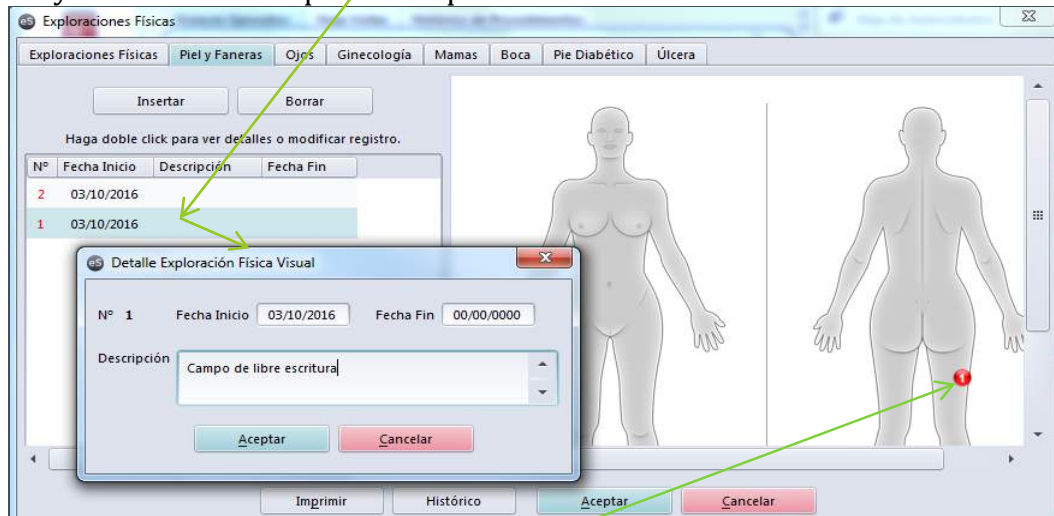 eS Exploraciones Físicas
Exploraciones Físicas Piel y Faneras Ojos Ginecología Mamas Boca Pie Diabético Úlcera
Insertar Borrar
Haga doble click para ver detalles o modificar registro.
Nº Fecha Inicio Descripción Fecha Fin
2 03/10/2016
1 03/10/2016
eS Detalle Exploración Física Visual
Nº 1 Fecha Inicio 03/10/2016 Fecha Fin 00/00/0000
Descripción Campo de libre escritura
Aceptar Cancelar
1
Imprimir Histórico Aceptar Cancelar